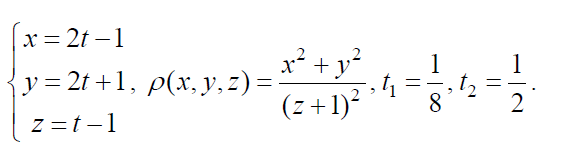 { x = 2t − 1
y = 2t + 1, ρ(x, y, z) = (x² + y²)/(z + 1)², t₁ = 1/8, t₂ = 1/2.
z = t − 1